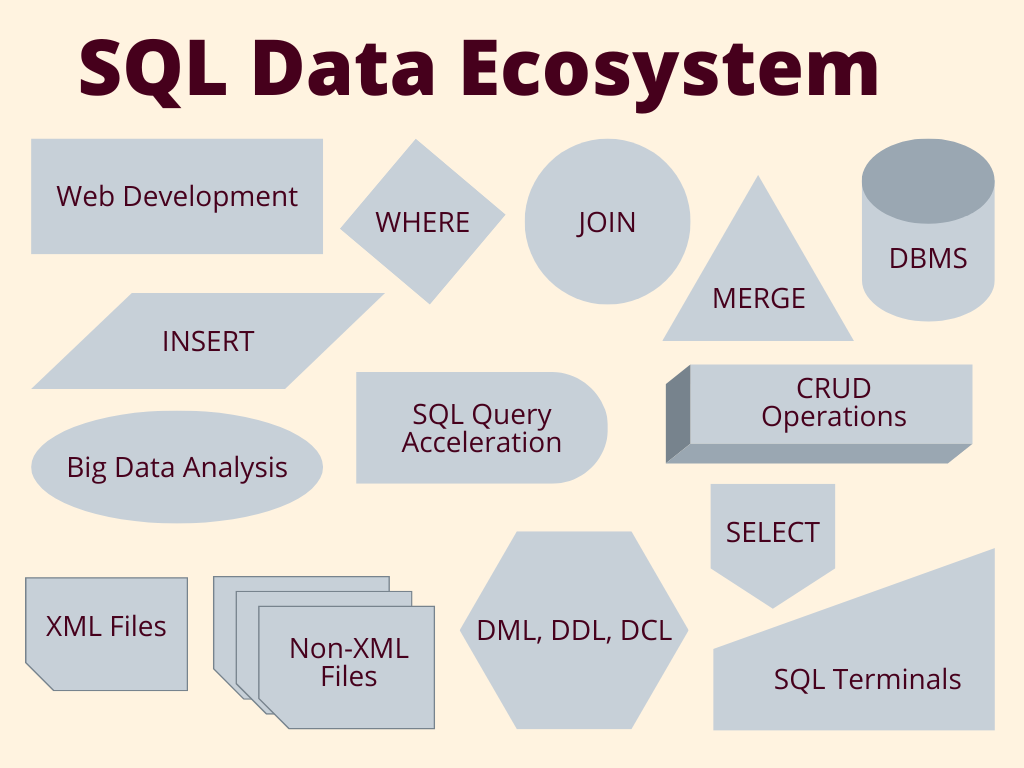 SQL Data Ecosystem
Web Development
WHERE
JOIN
MERGE
DBMS
INSERT
SQL Query
Acceleration
CRUD
Operations
Big Data Analysis
SELECT
XML Files
Non-XML
Files
DML, DDL, DCL
SQL Terminals